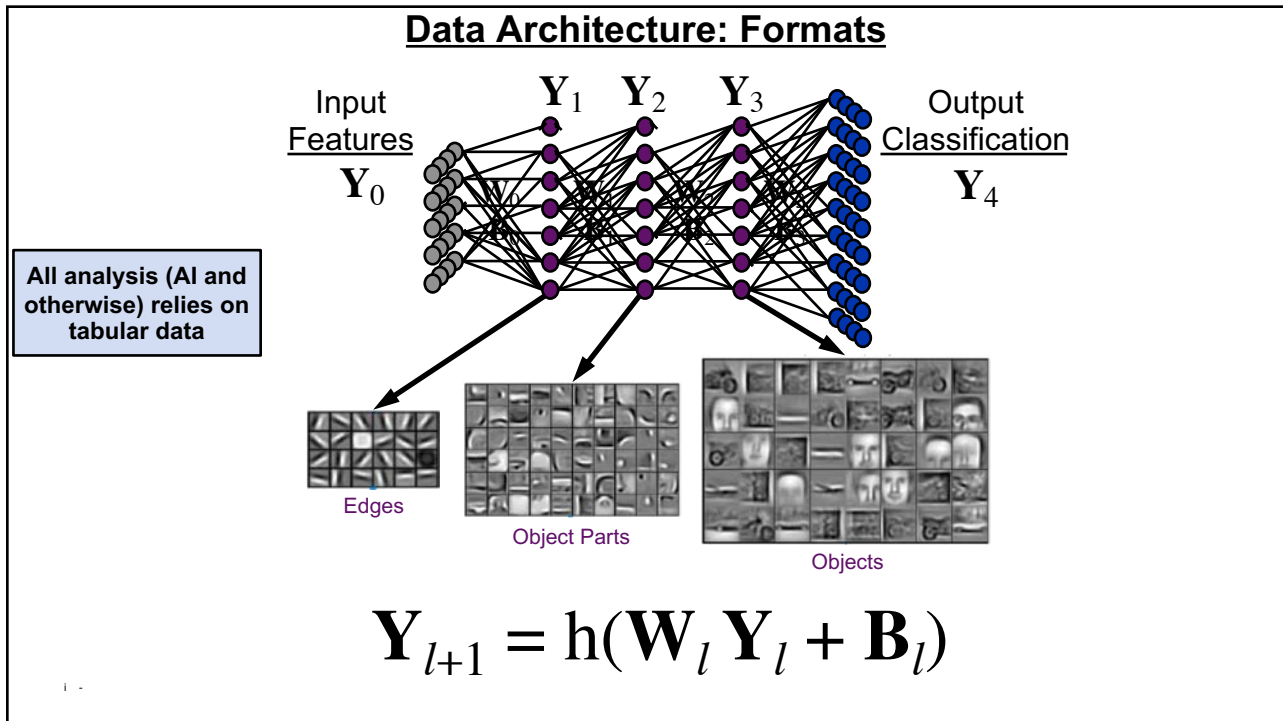 Data Architecture: Formats
Input
Features
Y0
Y1 Y2 Y3
Output
Classification
Y4
All analysis (AI and
otherwise) relies on
tabular data
Edges
Object Parts
Objects
Yl+1 = h(Wl Yl + Bl)